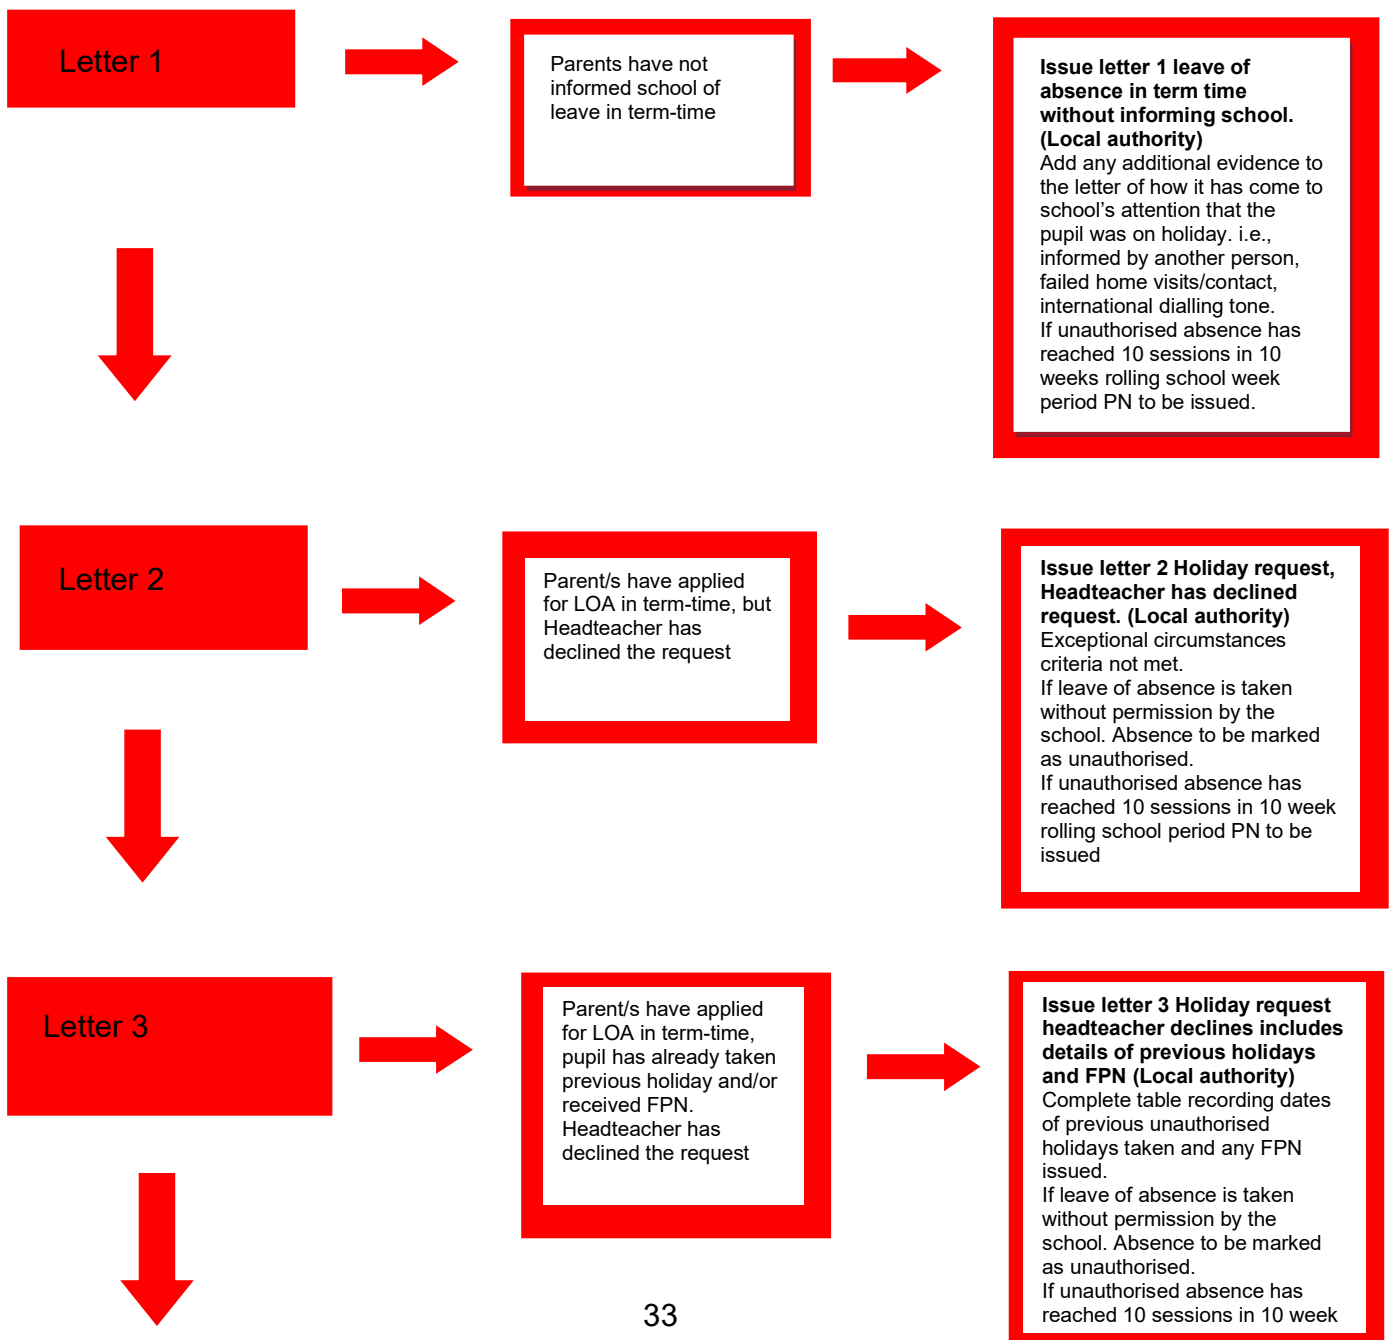 Letter 1
Parents have not
informed school of
leave in term-time
Issue letter 1 leave of
absence in term time
without informing school.
(Local authority)
Add any additional evidence to
the letter of how it has come to
school’s attention that the
pupil was on holiday. i.e.,
informed by another person,
failed home visits/contact,
international dialling tone.
If unauthorised absence has
reached 10 sessions in 10
weeks rolling school week
period PN to be issued.
Letter 2
Parent/s have applied
for LOA in term-time, but
Headteacher has
declined the request
Issue letter 2 Holiday request,
Headteacher has declined
request. (Local authority)
Exceptional circumstances
criteria not met.
If leave of absence is taken
without permission by the
school. Absence to be marked
as unauthorised.
If unauthorised absence has
reached 10 sessions in 10 week
rolling school period PN to be
issued
Letter 3
Parent/s have applied
for LOA in term-time,
pupil has already taken
previous holiday and/or
received FPN.
Headteacher has
declined the request
Issue letter 3 Holiday request
headteacher declines includes
details of previous holidays
and FPN (Local authority)
Complete table recording dates
of previous unauthorised
holidays taken and any FPN
issued.
If leave of absence is taken
without permission by the
school. Absence to be marked
as unauthorised.
If unauthorised absence has
reached 10 sessions in 10 week
33